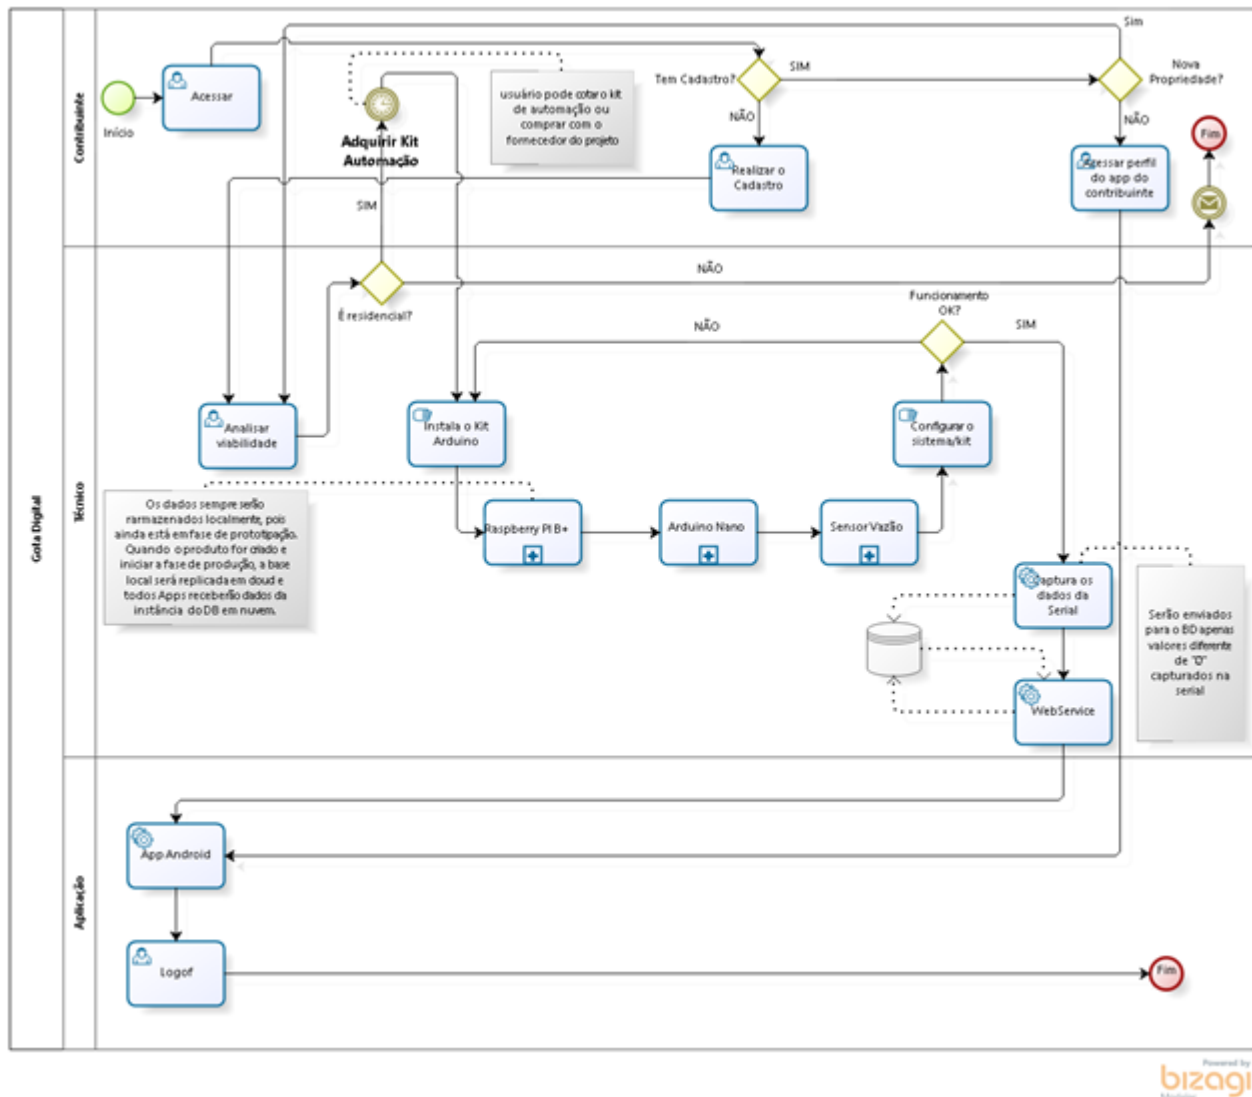 Gota Digital
Contribuinte
Início
Acessar
Adquirir Kit
Automação
SIM
usuário pode cotar o kit
de automação ou
comprar com o
fornecedor do projeto
Tem Cadastro?
SIM
NÃO
Realizar o
Cadastro
Sim
Nova
Propriedade?
NÃO
Acessar perfil
do app do
contribuinte
Fim
Técnico
É residencial?
NÃO
Analisar
viabilidade
Instala o Kit
Arduino
NÃO
Funcionamento
OK?
SIM
Configurar o
sistema/kit
Os dados sempre serão
rarmazenados localmente, pois
ainda está em fase de prototipação.
Quando o produto for criado e
iniciar a fase de produção, a base
local será replicada em cloud e
todos Apps receberão dados da
instância do DB em nuvem.
Raspberry PI B+
Arduino Nano
Sensor Vazão
Captura os
dados da
Serial
Serão enviados
para o BD apenas
valores diferente
de "0"
capturados na
serial
WebService
Aplicação
App Android
Logof
Fim
Powered by
bizagi
Modeler